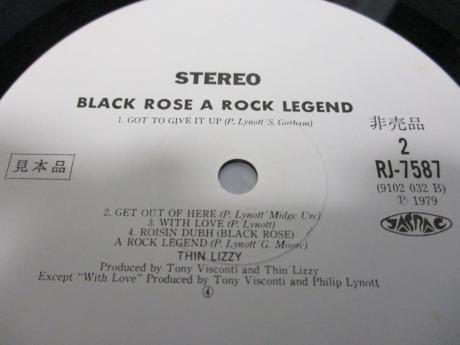 STEREO
BLACK ROSE A ROCK LEGEND
1. GOT TO GIVE IT UP (P. Lynott S. Gorham)
非売品
見本品
2
RJ-7587
(9102 032 B)
Ⓟ 1979
JASRAC
2. GET OUT OF HERE (P. Lynott Midge Ure)
3. WITH LOVE (P. Lynott)
4. ROISIN DUBH (BLACK ROSE)
A ROCK LEGEND (P. Lynott G. Moore)
THIN LIZZY
Produced by Tony Visconti and Thin Lizzy
Except "With Love" Produced by Tony Visconti and Philip Lynott
④